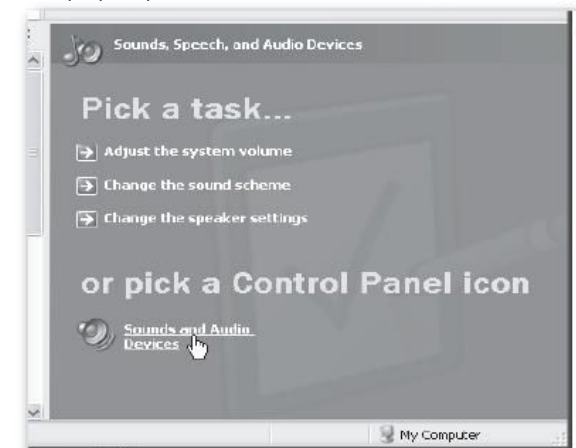 Sounds, Speech, and Audio Devices
Pick a task...
Adjust the system volume
Change the sound scheme
Change the speaker settings
or pick a Control Panel icon
Sounds and Audio
Devices
My Computer